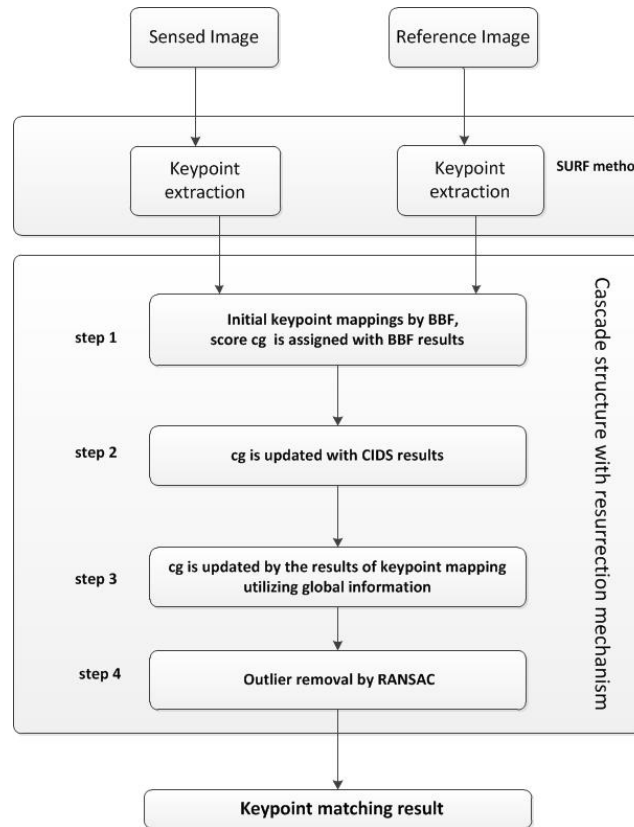 Sensed Image
Reference Image
Keypoint
extraction
Keypoint
extraction
SURF metho
step 1
Initial keypoint mappings by BBF,
score cg is assigned with BBF results
step 2
cg is updated with CIDS results
step 3
cg is updated by the results of keypoint mapping
utilizing global information
step 4
Outlier removal by RANSAC
Cascade structure with resurrection mechanism
Keypoint matching result